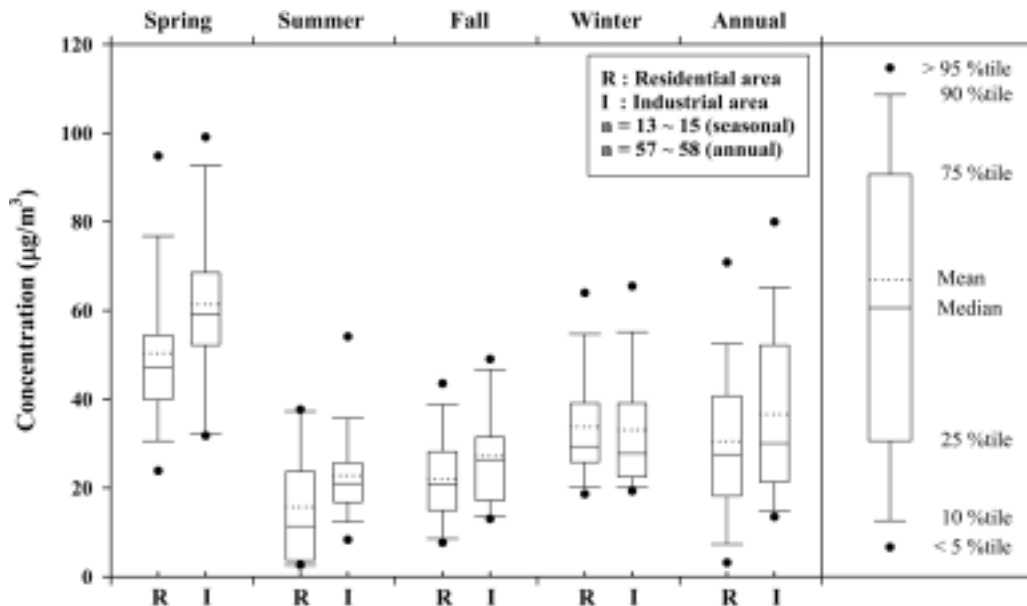 Spring Summer Fall Winter Annual
120
100
80
60
40
20
0
Concentration (µg/m³)
R : Residential area
I : Industrial area
n = 13 ~ 15 (seasonal)
n = 57 ~ 58 (annual)
> 95 %tile
90 %tile
75 %tile
Mean
Median
25 %tile
10 %tile
< 5 %tile
R I R I R I R I R I